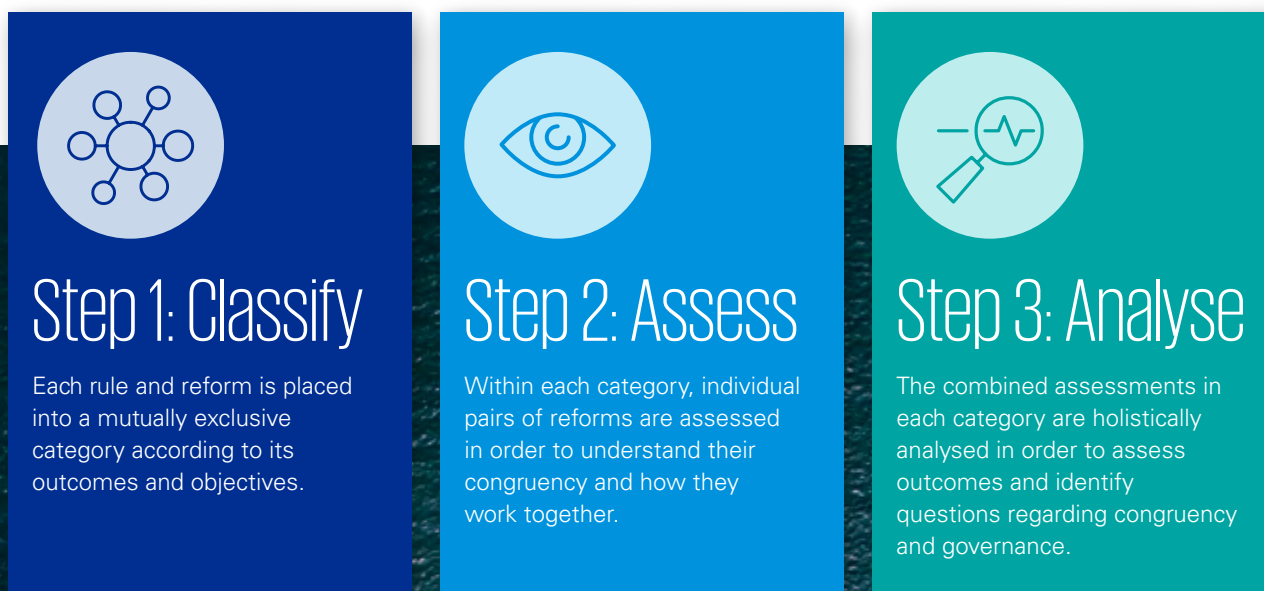 Step 1: Classify
Each rule and reform is placed
into a mutually exclusive
category according to its
outcomes and objectives.
Step 2: Assess
Within each category, individual
pairs of reforms are assessed
in order to understand their
congruency and how they
work together.
Step 3: Analyse
The combined assessments in
each category are holistically
analysed in order to assess
outcomes and identify
questions regarding congruency
and governance.